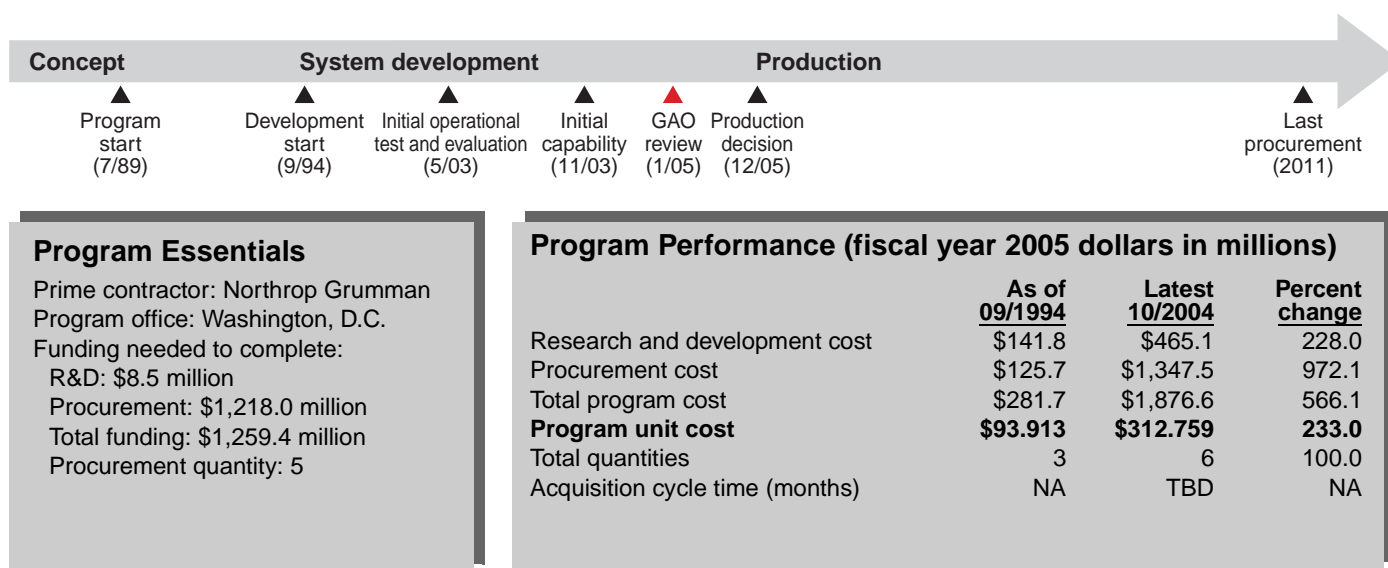 Concept System development Production
Program start (7/89)
Development start (9/94)
Initial operational test and evaluation (5/03)
Initial capability (11/03)
GAO review (1/05)
Production decision (12/05)
Last procurement (2011)
Program Essentials
Prime contractor: Northrop Grumman
Program office: Washington, D.C.
Funding needed to complete:
R&D: $8.5 million
Procurement: $1,218.0 million
Total funding: $1,259.4 million
Procurement quantity: 5
Program Performance (fiscal year 2005 dollars in millions)
As of Latest Percent
09/1994 10/2004 change
Research and development cost $141.8 $465.1 228.0
Procurement cost $125.7 $1,347.5 972.1
Total program cost $281.7 $1,876.6 566.1
Program unit cost $93.913 $312.759 233.0
Total quantities 3 6 100.0
Acquisition cycle time (months) NA TBD NA